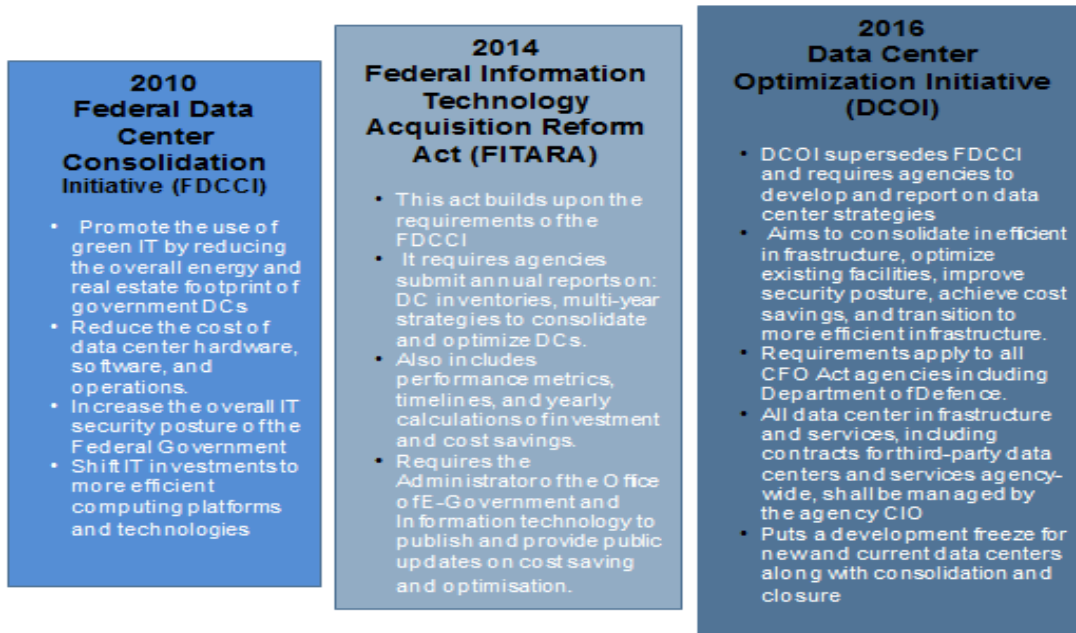 2010
Federal Data
Center
Consolidation
Initiative (FDCCI)
• Promote the use of
green IT by reducing
the overall energy and
real estate footprint of
government DCs
• Reduce the cost of
data center hardware,
software, and
operations.
• Increase the overall IT
security posture of the
Federal Government
• Shift IT investments to
more efficient
computing platforms
and technologies
2014
Federal Information
Technology
Acquisition Reform
Act (FITARA)
• This act builds upon the
requirements of the
FDCCI
• It requires agencies
submit annual reports on:
DC inventories, multi-year
strategies to consolidate
and optimize DCs.
• Also includes
performance metrics,
timelines, and yearly
calculations of investment
and cost savings.
• Requires the
Administrator of the Office
of E-Government and
Information technology to
publish and provide public
updates on cost saving
and optimisation.
2016
Data Center
Optimization Initiative
(DCOI)
• DCOI supersedes FDCCI
and requires agencies to
develop and report on data
center strategies
• Aims to consolidate inefficient
infrastructure, optimize
existing facilities, improve
security posture, achieve cost
savings, and transition to
more efficient infrastructure.
• Requirements apply to all
CFO Act agencies including
Department of Defence.
• All data center infrastructure
and services, including
contracts for third-party data
centers and services agency-
wide, shall be managed by
the agency CIO
• Puts a development freeze for
new and current data centers
along with consolidation and
closure